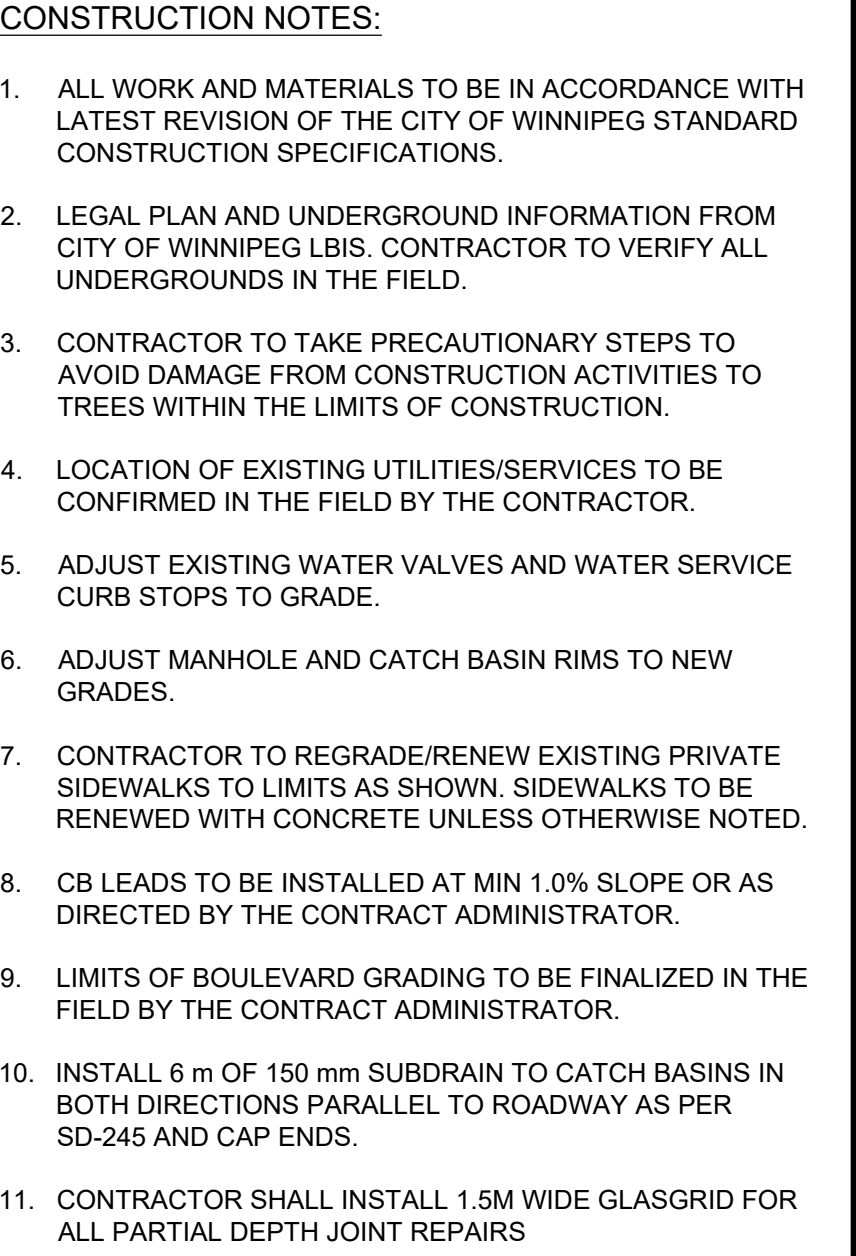 CONSTRUCTION NOTES:
1. ALL WORK AND MATERIALS TO BE IN ACCORDANCE WITH
LATEST REVISION OF THE CITY OF WINNIPEG STANDARD
CONSTRUCTION SPECIFICATIONS.
2. LEGAL PLAN AND UNDERGROUND INFORMATION FROM
CITY OF WINNIPEG LBIS. CONTRACTOR TO VERIFY ALL
UNDERGROUNDS IN THE FIELD.
3. CONTRACTOR TO TAKE PRECAUTIONARY STEPS TO
AVOID DAMAGE FROM CONSTRUCTION ACTIVITIES TO
TREES WITHIN THE LIMITS OF CONSTRUCTION.
4. LOCATION OF EXISTING UTILITIES/SERVICES TO BE
CONFIRMED IN THE FIELD BY THE CONTRACTOR.
5. ADJUST EXISTING WATER VALVES AND WATER SERVICE
CURB STOPS TO GRADE.
6. ADJUST MANHOLE AND CATCH BASIN RIMS TO NEW
GRADES.
7. CONTRACTOR TO REGRADE/RENEW EXISTING PRIVATE
SIDEWALKS TO LIMITS AS SHOWN. SIDEWALKS TO BE
RENEWED WITH CONCRETE UNLESS OTHERWISE NOTED.
8. CB LEADS TO BE INSTALLED AT MIN 1.0% SLOPE OR AS
DIRECTED BY THE CONTRACT ADMINISTRATOR.
9. LIMITS OF BOULEVARD GRADING TO BE FINALIZED IN THE
FIELD BY THE CONTRACT ADMINISTRATOR.
10. INSTALL 6 m OF 150 mm SUBDRAIN TO CATCH BASINS IN
BOTH DIRECTIONS PARALLEL TO ROADWAY AS PER
SD-245 AND CAP ENDS.
11. CONTRACTOR SHALL INSTALL 1.5M WIDE GLASGRID FOR
ALL PARTIAL DEPTH JOINT REPAIRS